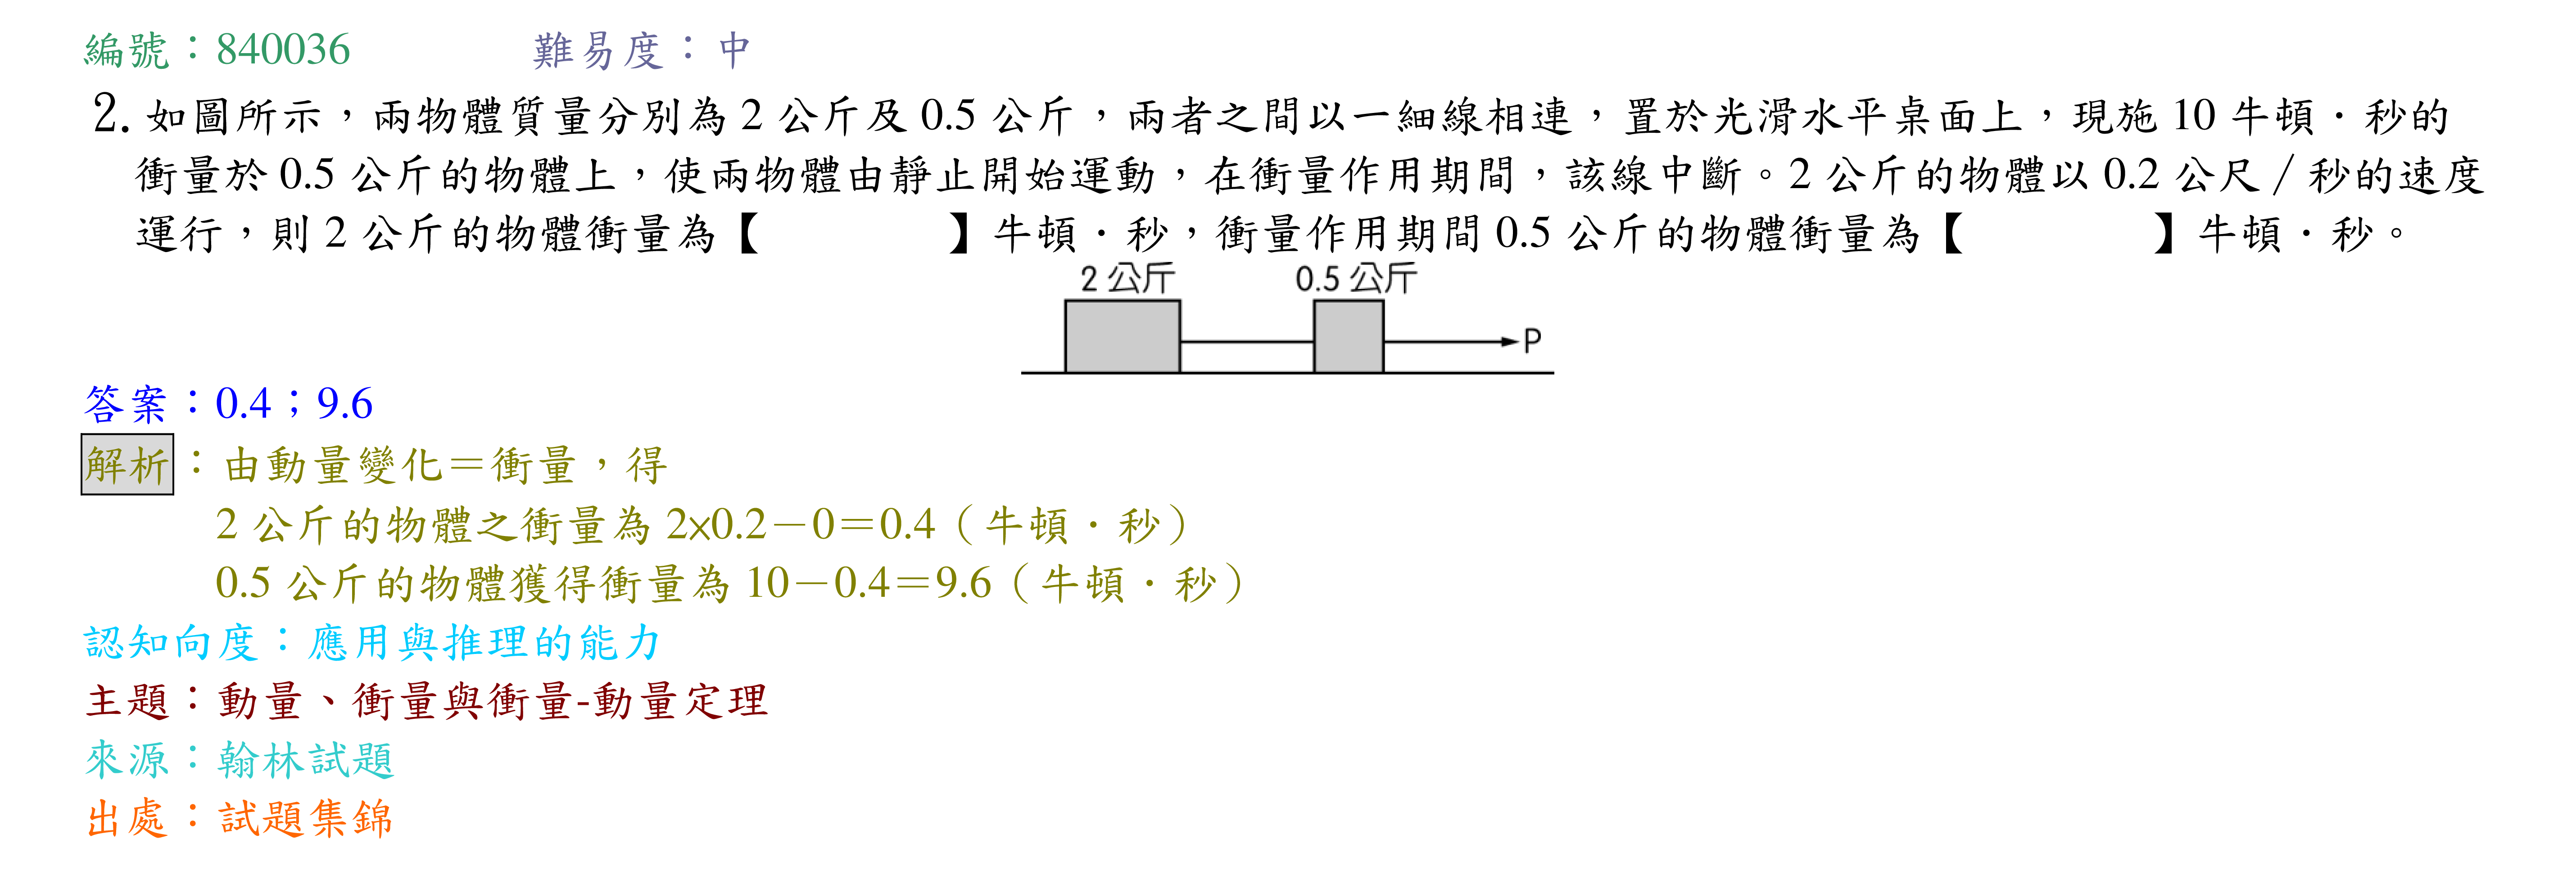 編號：840036 難易度：中
2. 如圖所示，兩物體質量分別為 2 公斤及 0.5 公斤，兩者之間以一細線相連，置於光滑水平桌面上，現施 10 牛頓．秒的
衝量於 0.5 公斤的物體上，使兩物體由靜止開始運動，在衝量作用期間，該線中斷。2 公斤的物體以 0.2 公尺／秒的速度
運行，則 2 公斤的物體衝量為【 】牛頓．秒，衝量作用期間 0.5 公斤的物體衝量為【 】牛頓．秒。
2 公斤 0.5 公斤
P
答案：0.4；9.6
解析：由動量變化＝衝量，得
2 公斤的物體之衝量為 2×0.2－0＝0.4（牛頓．秒）
0.5 公斤的物體獲得衝量為 10－0.4＝9.6（牛頓．秒）
認知向度：應用與推理的能力
主題：動量、衝量與衝量-動量定理
來源：翰林試題
出處：試題集錦